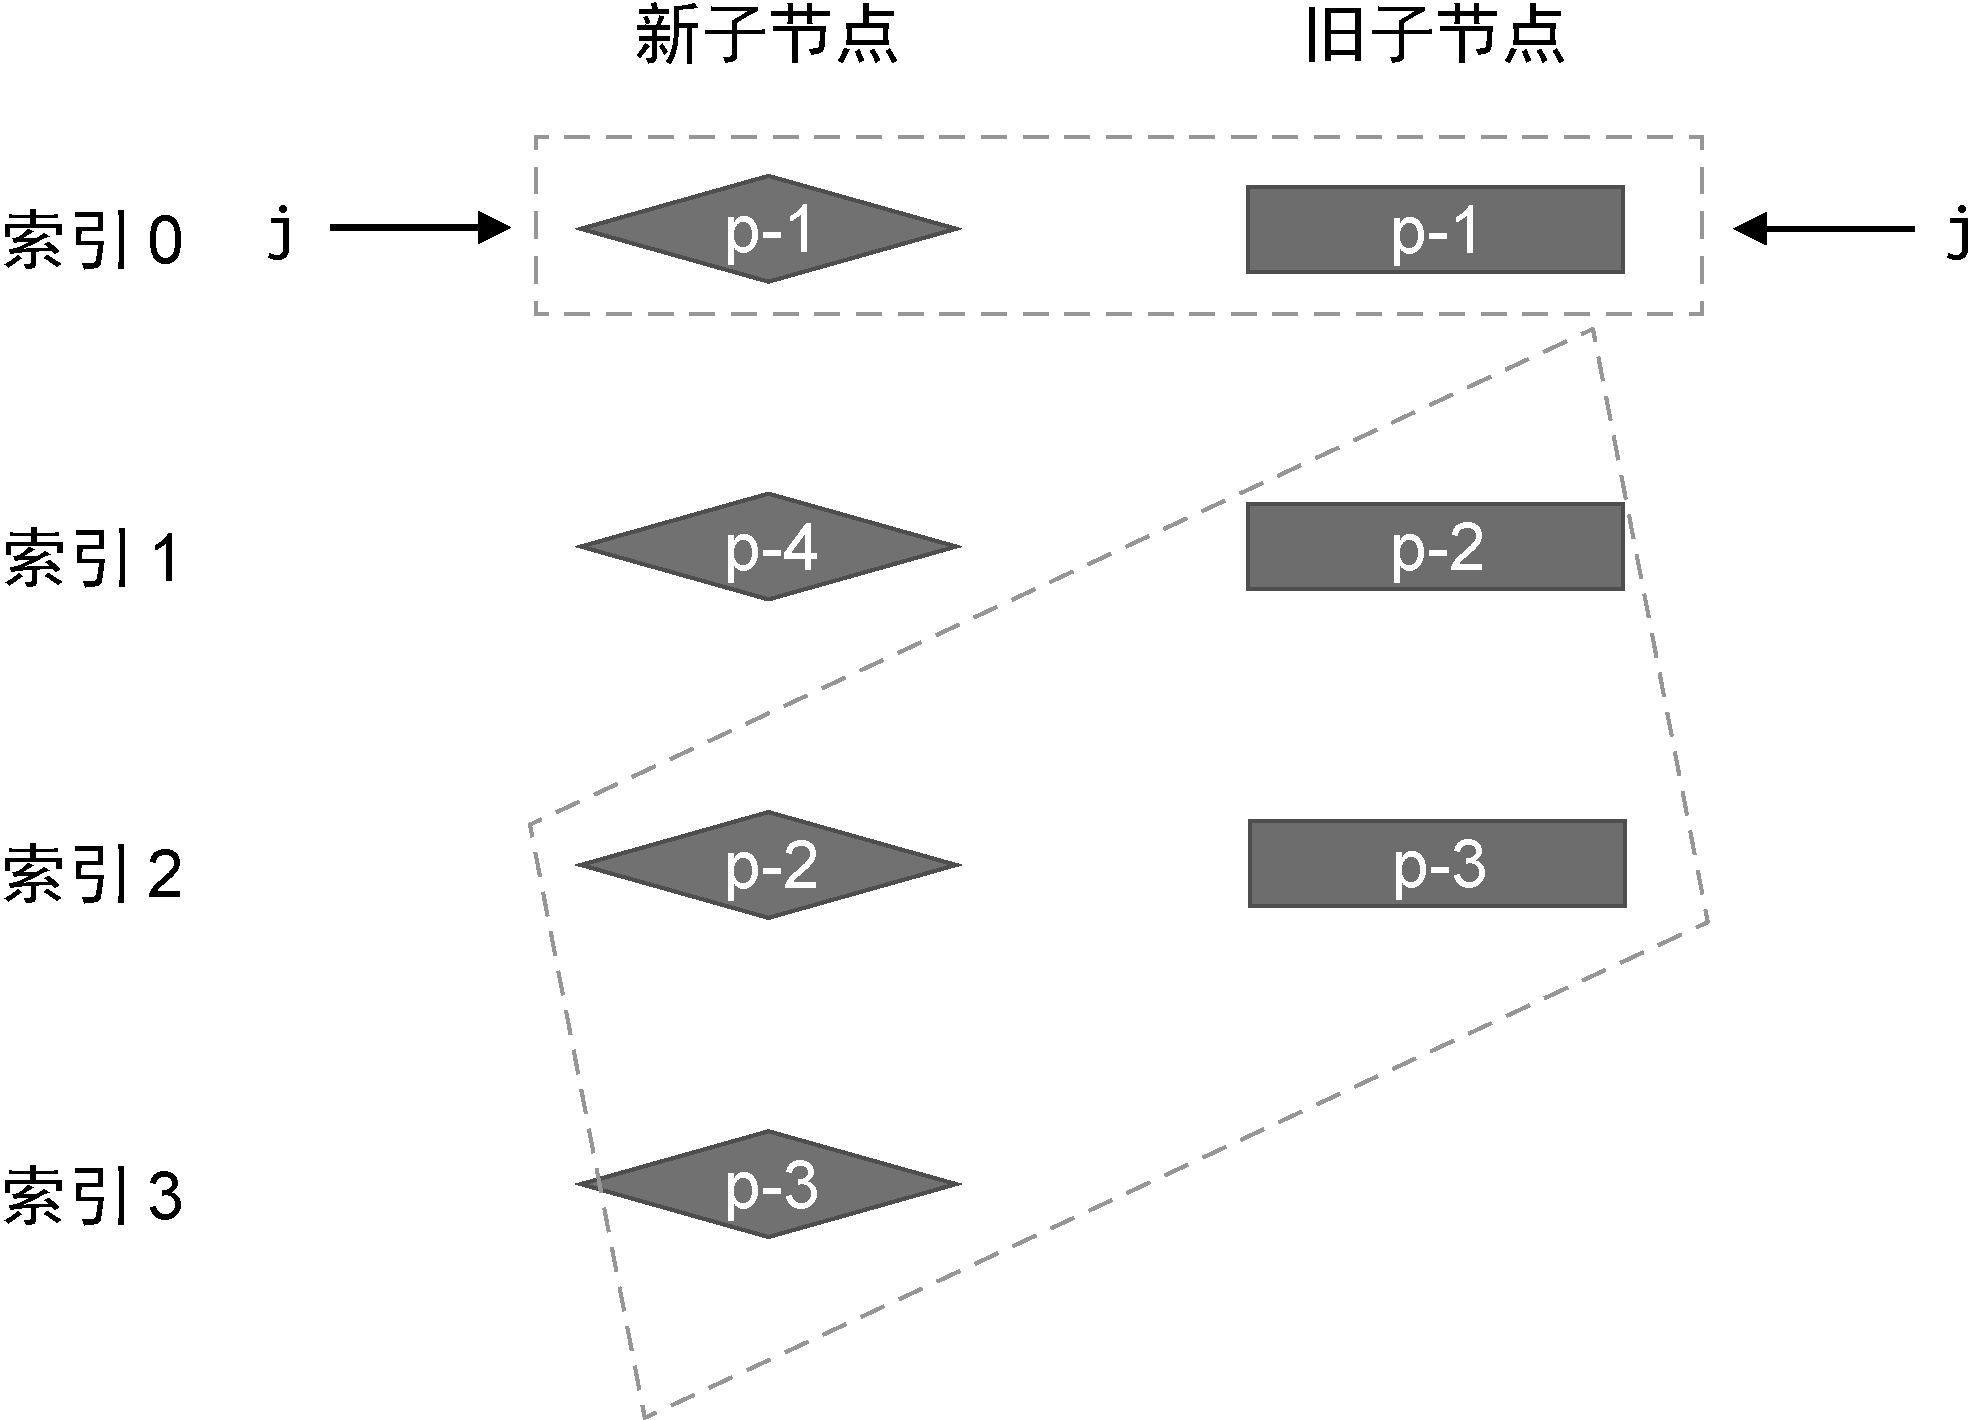 新子节点 旧子节点
索引0 j p-1 p-1 j
索引1 p-4 p-2
索引2 p-2 p-3
索引3 p-3